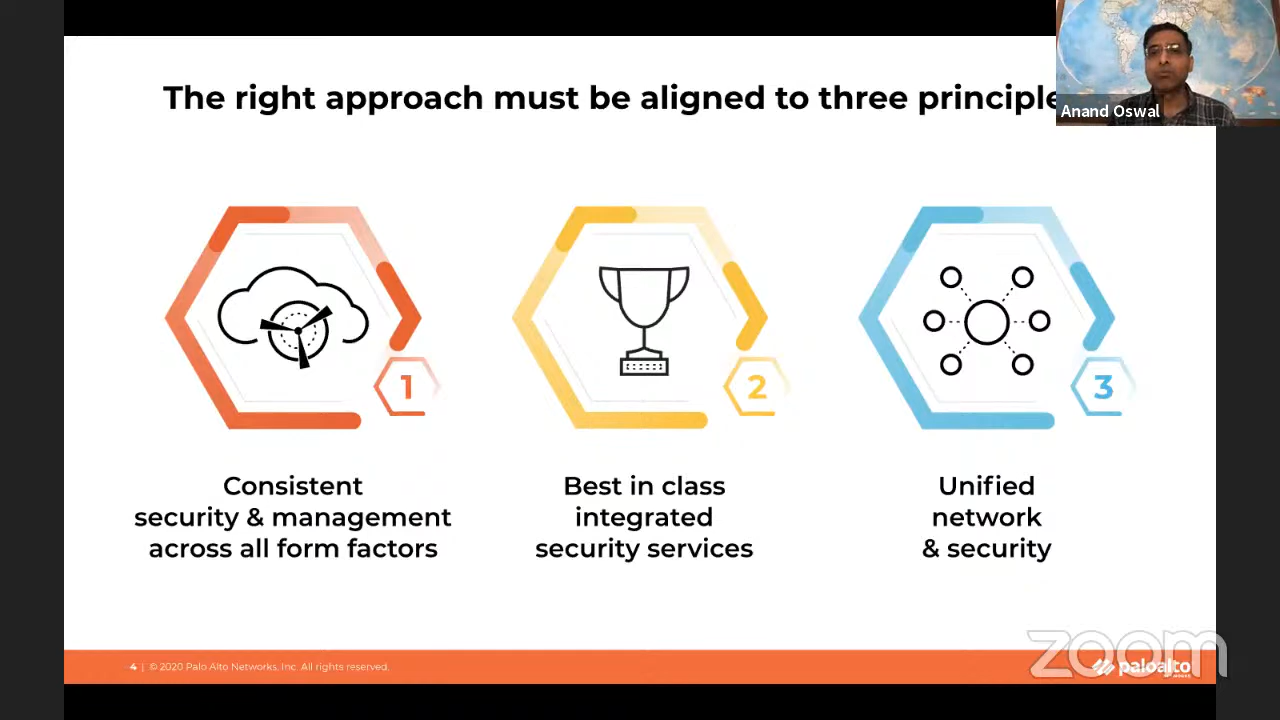 The right approach must be aligned to three principle
Anand Oswal
1
2
3
Consistent
security & management
across all form factors
Best in class
integrated
security services
Unified
network
& security
4 | © 2020 Palo Alto Networks, Inc. All rights reserved.
zoom
paloalto